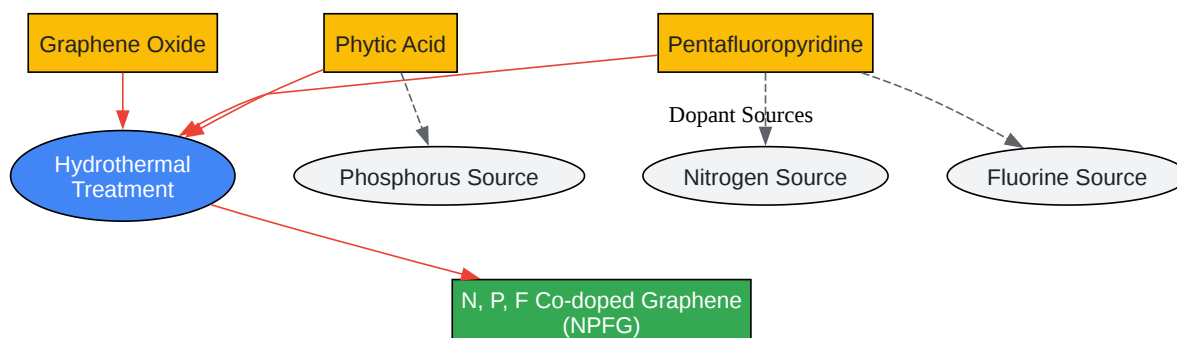 Graphene Oxide
Phytic Acid
Pentafluoropyridine
Dopant Sources
Hydrothermal
Treatment
Phosphorus Source
Nitrogen Source
Fluorine Source
N, P, F Co-doped Graphene
(NPFG)